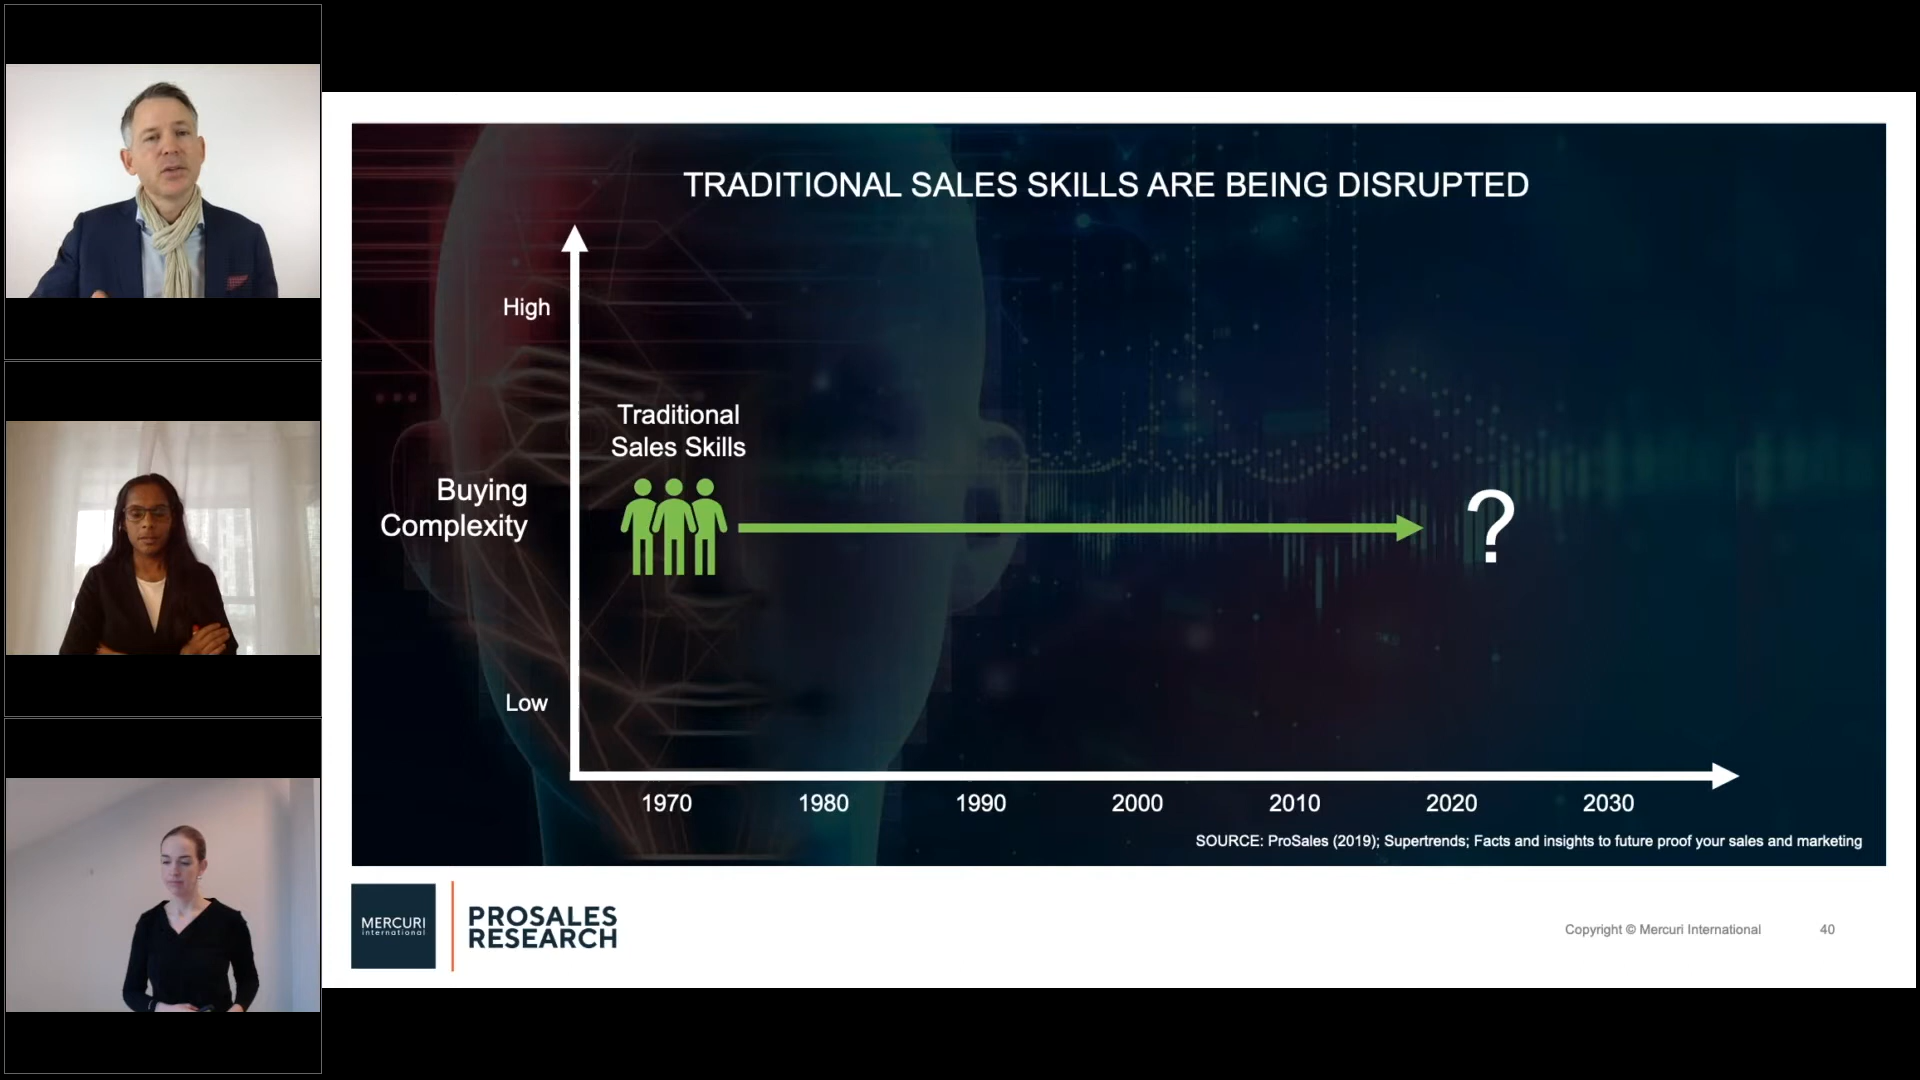 TRADITIONAL SALES SKILLS ARE BEING DISRUPTED
High
Traditional
Sales Skills
Buying
Complexity
?
Low
1970 1980 1990 2000 2010 2020 2030
SOURCE: ProSales (2019); Supertrends; Facts and insights to future proof your sales and marketing
MERCURI
international
PROSALES
RESEARCH
Copyright © Mercuri International 40